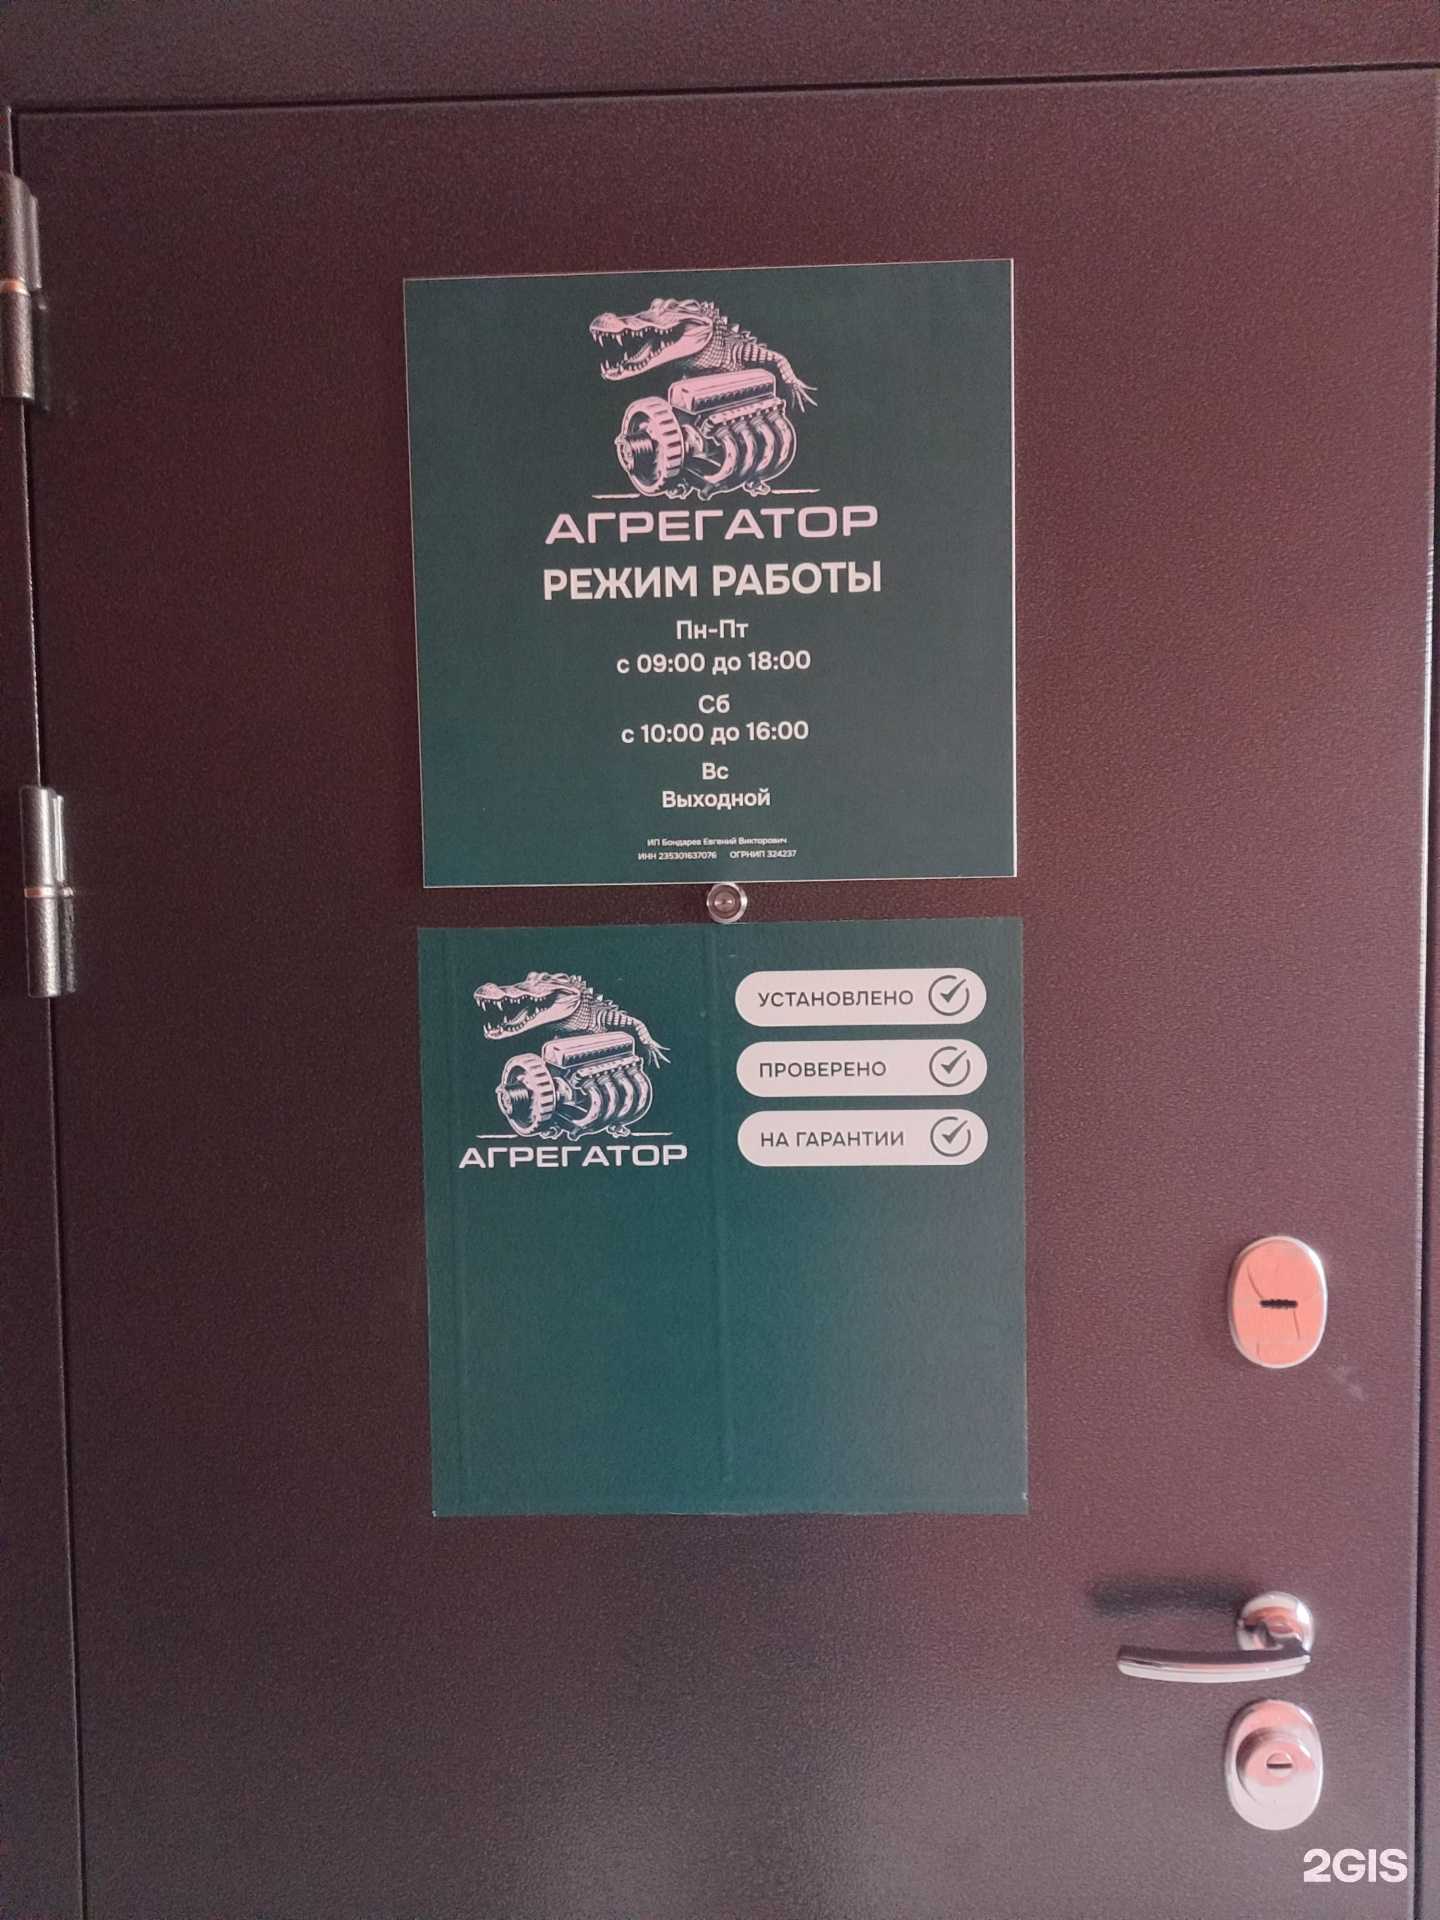 АГРЕГАТОР
РЕЖИМ РАБОТЫ
Пн-Пт
с 09:00 до 18:00
Сб
с 10:00 до 16:00
Вс
Выходной
ИП Бондарев Евгений Викторович
ИНН 235301637076 ОГРНИП 324237
АГРЕГАТОР
УСТАНОВЛЕНО
ПРОВЕРЕНО
НА ГАРАНТИИ
2GIS